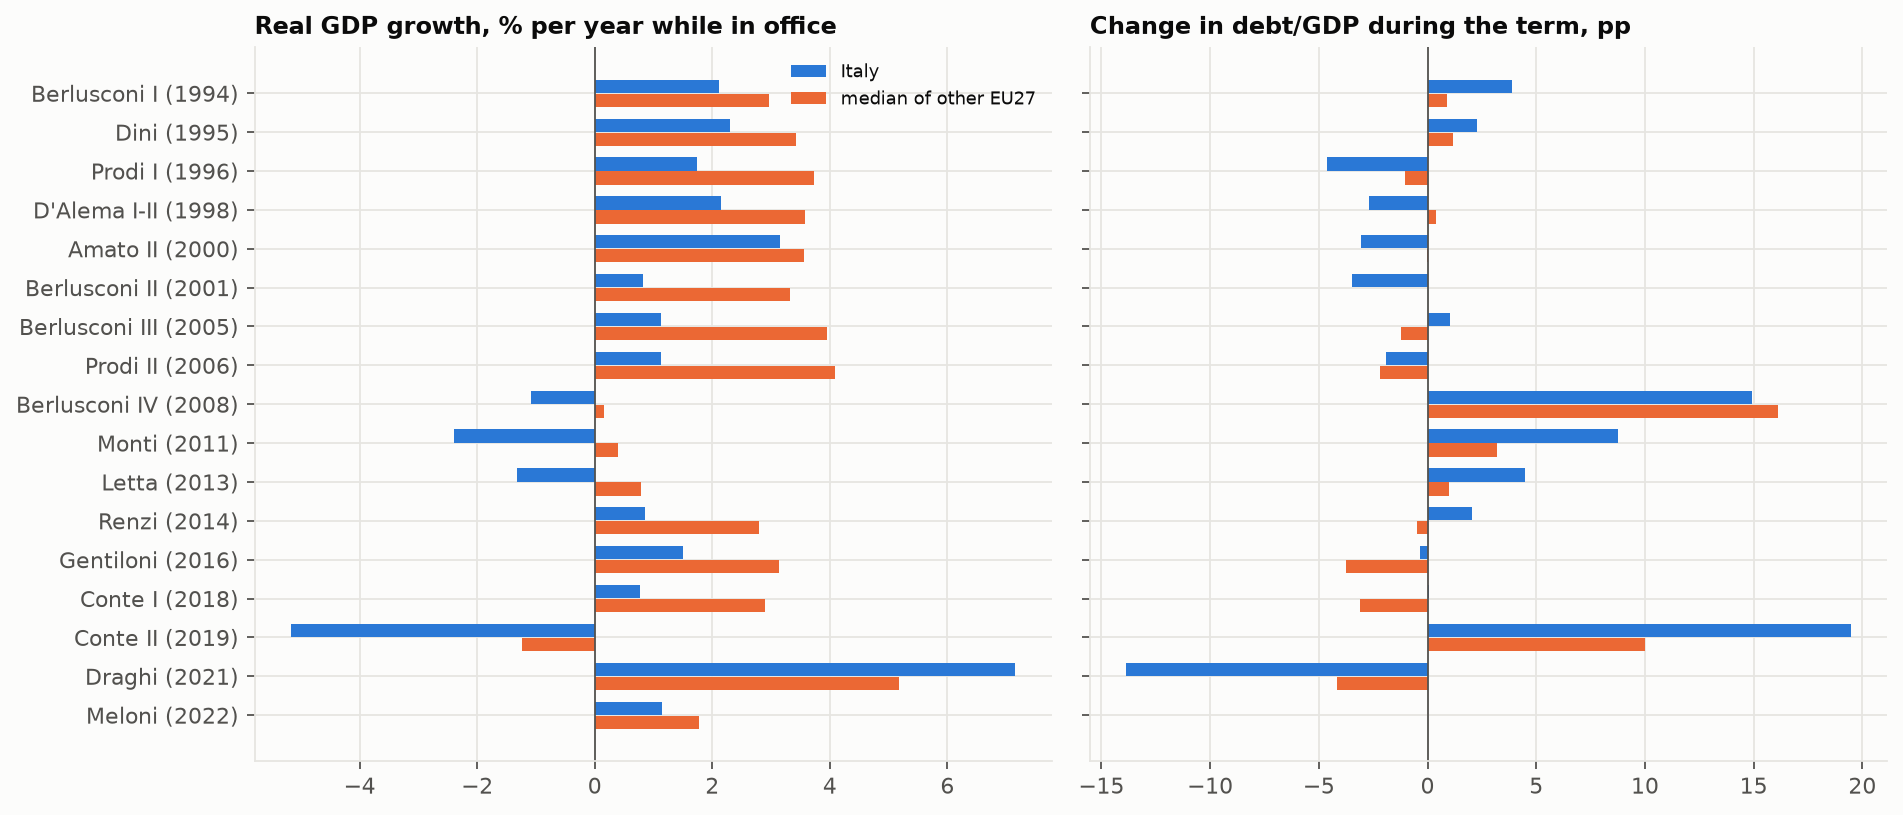 Real GDP growth, % per year while in office
Italy
median of other EU27
Berlusconi I (1994)
Dini (1995)
Prodi I (1996)
D'Alema I-II (1998)
Amato II (2000)
Berlusconi II (2001)
Berlusconi III (2005)
Prodi II (2006)
Berlusconi IV (2008)
Monti (2011)
Letta (2013)
Renzi (2014)
Gentiloni (2016)
Conte I (2018)
Conte II (2019)
Draghi (2021)
Meloni (2022)
−4 −2 0 2 4 6
Change in debt/GDP during the term, pp
−15 −10 −5 0 5 10 15 20